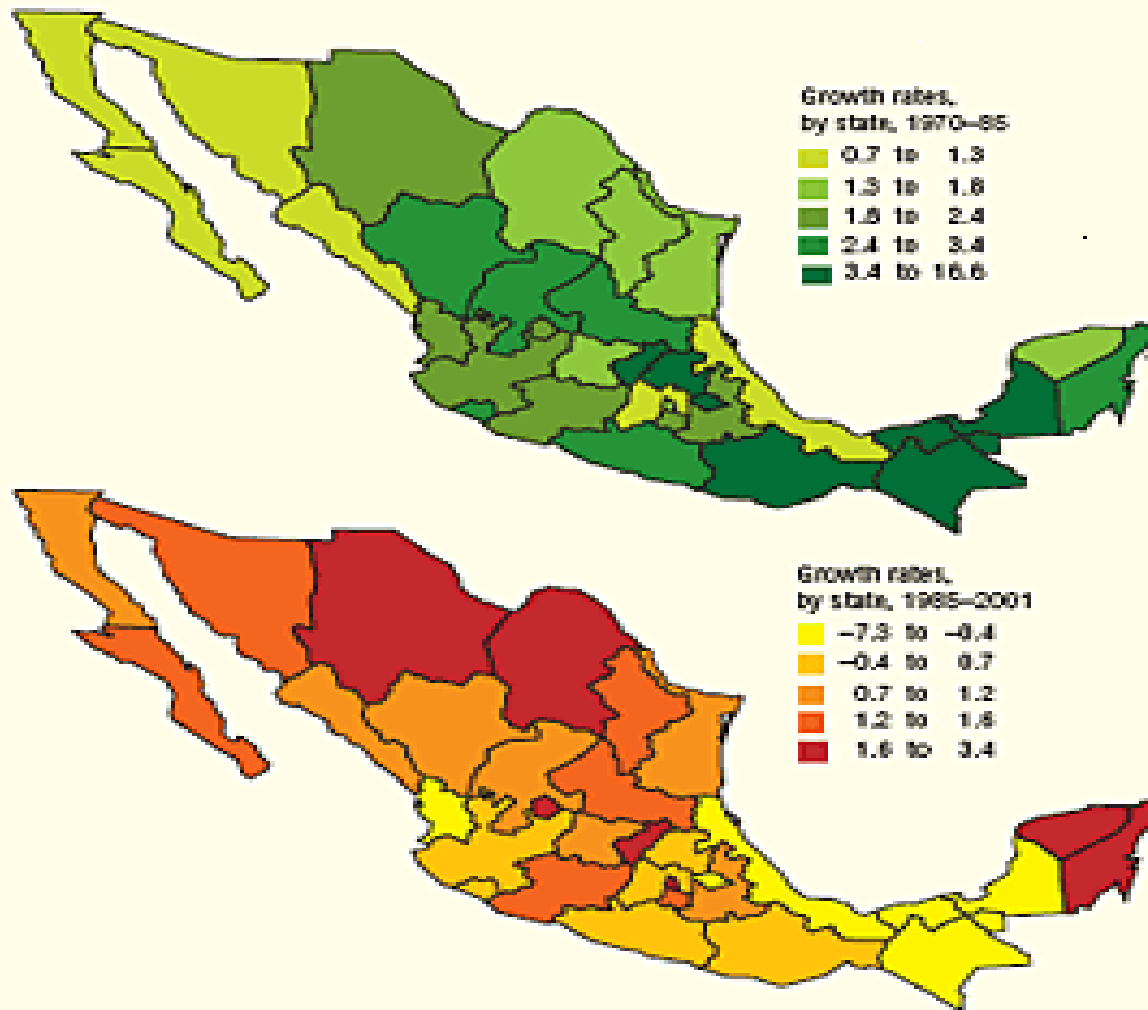 Growth rates,
by state, 1970–85
0.7 to 1.3
1.3 to 1.8
1.8 to 2.4
2.4 to 3.4
3.4 to 16.6
Growth rates,
by state, 1985–2001
–7.3 to –0.4
–0.4 to 0.7
0.7 to 1.2
1.2 to 1.6
1.6 to 3.4